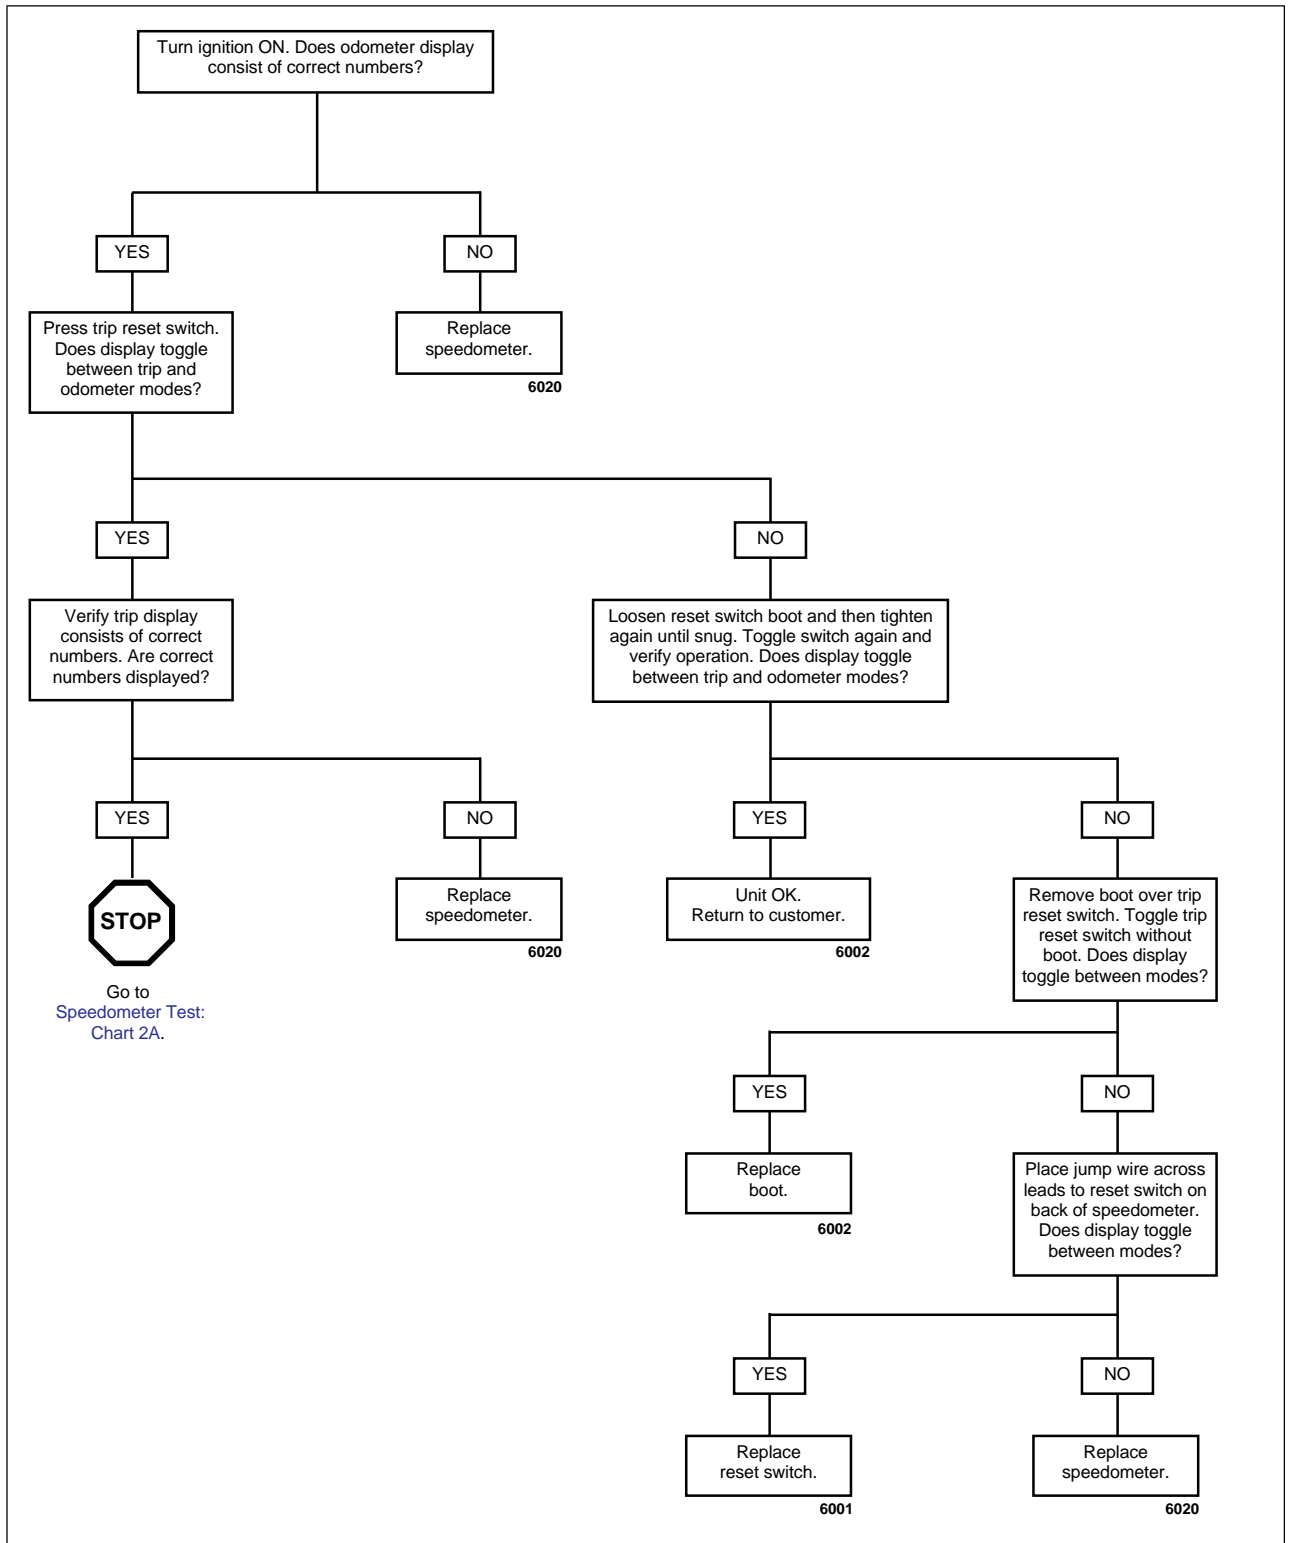 Turn ignition ON. Does odometer display
consist of correct numbers?
YES
NO
Press trip reset switch.
Does display toggle
between trip and
odometer modes?
Replace
speedometer.
6020
YES
NO
Verify trip display
consists of correct
numbers. Are correct
numbers displayed?
Loosen reset switch boot and then tighten
again until snug. Toggle switch again and
verify operation. Does display toggle
between trip and odometer modes?
YES
NO
YES
NO
STOP
Go to
Speedometer Test:
Chart 2A.
Replace
speedometer.
6020
Unit OK.
Return to customer.
6002
Remove boot over trip
reset switch. Toggle trip
reset switch without
boot. Does display
toggle between modes?
YES
NO
Replace
boot.
6002
Place jump wire across
leads to reset switch on
back of speedometer.
Does display toggle
between modes?
YES
NO
Replace
reset switch.
6001
Replace
speedometer.
6020